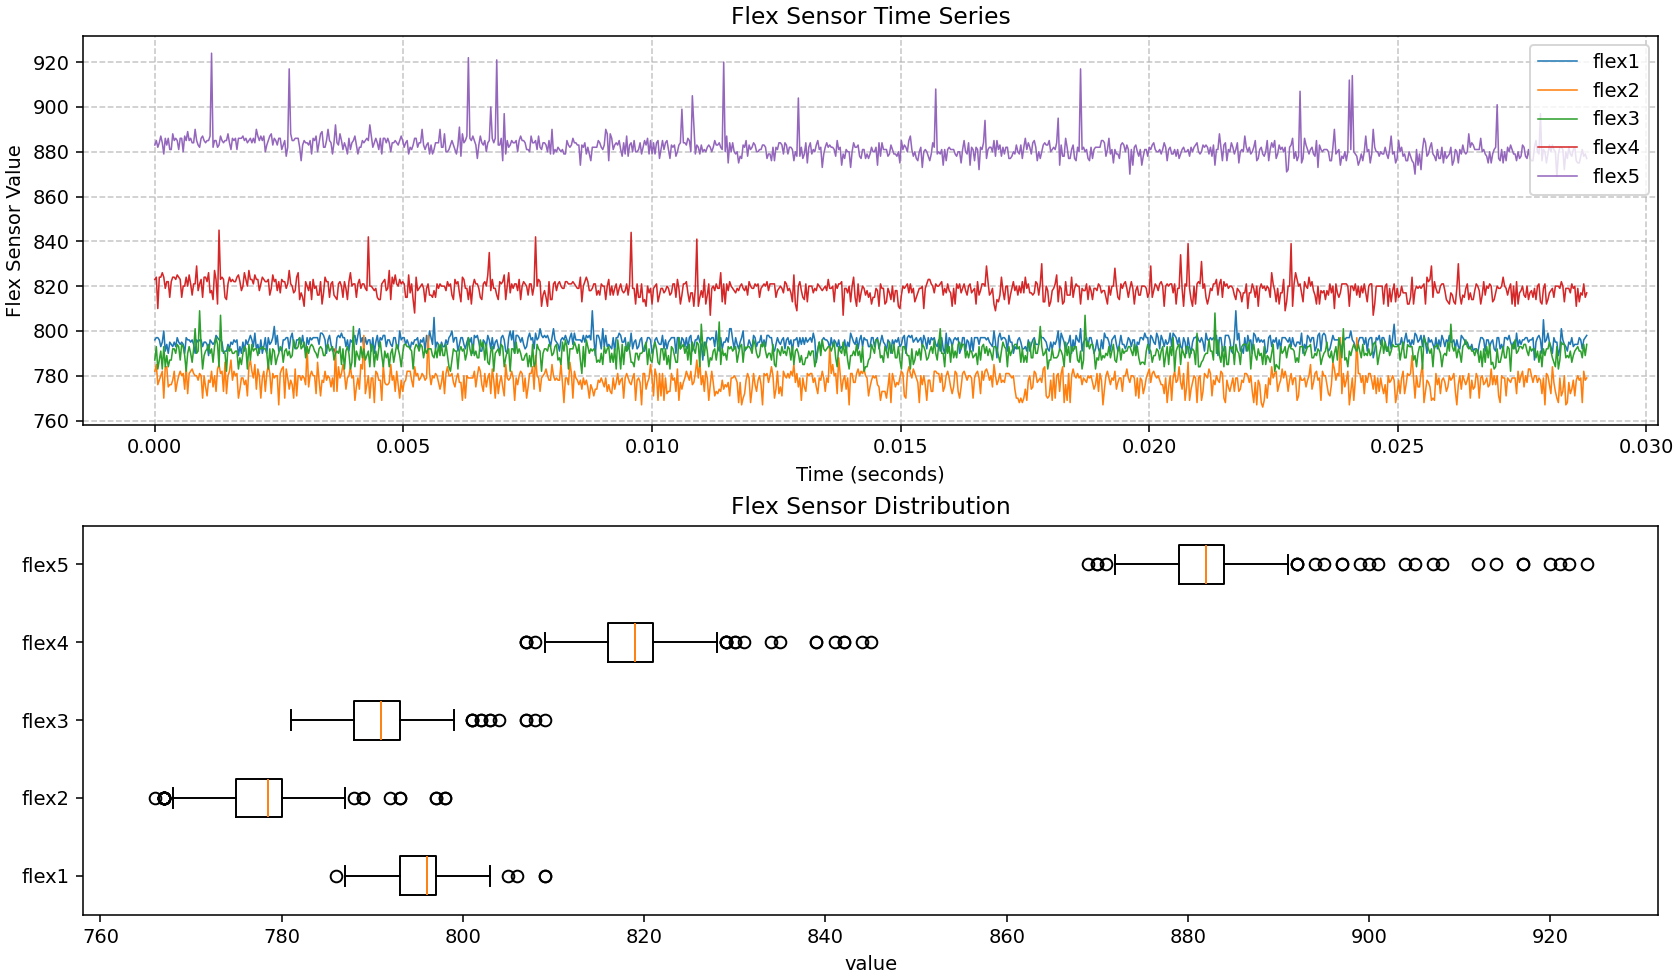 Flex Sensor Time Series
Flex Sensor Value
920
900
880
860
840
820
800
780
760
flex1
flex2
flex3
flex4
flex5
0.000 0.005 0.010 0.015 0.020 0.025 0.030
Time (seconds)
Flex Sensor Distribution
flex5
flex4
flex3
flex2
flex1
760 780 800 820 840 860 880 900 920
value